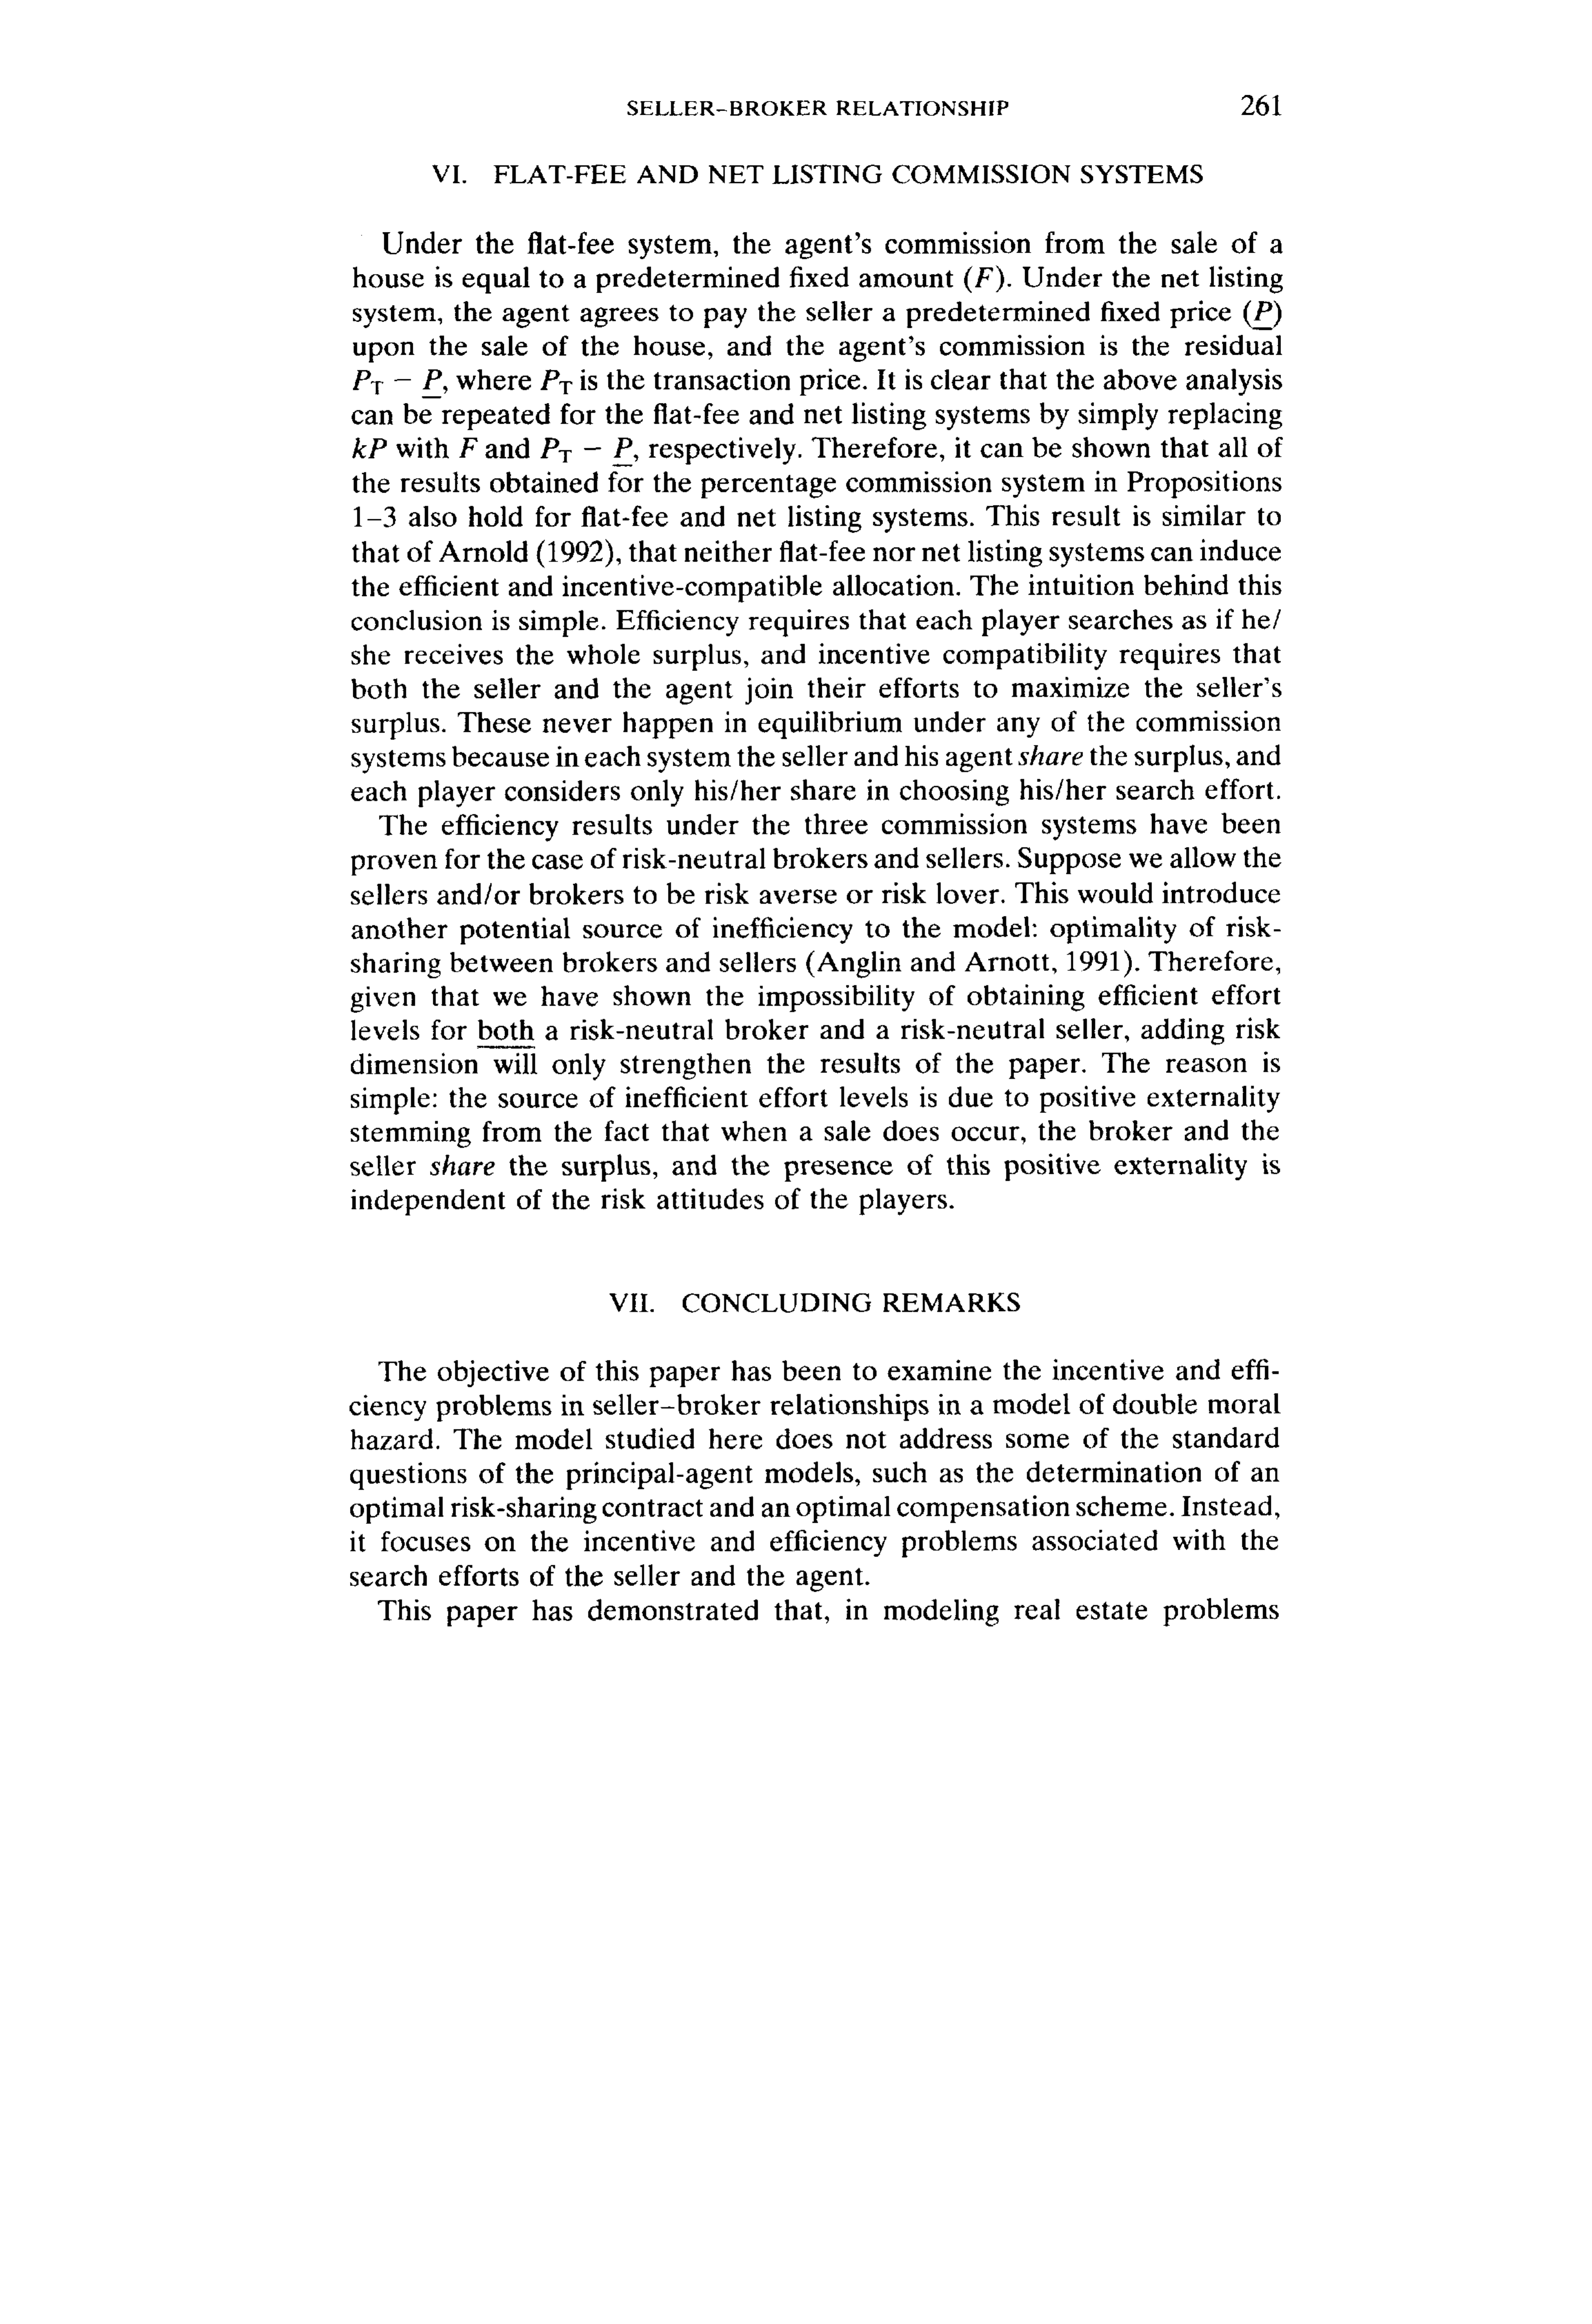 SELLER–BROKER RELATIONSHIP 261
VI. FLAT-FEE AND NET LISTING COMMISSION SYSTEMS
Under the flat-fee system, the agent's commission from the sale of a
house is equal to a predetermined fixed amount (F). Under the net listing
system, the agent agrees to pay the seller a predetermined fixed price (P̲)
upon the sale of the house, and the agent's commission is the residual
P_T − P̲, where P_T is the transaction price. It is clear that the above analysis
can be repeated for the flat-fee and net listing systems by simply replacing
kP with F and P_T − P̲, respectively. Therefore, it can be shown that all of
the results obtained for the percentage commission system in Propositions
1–3 also hold for flat-fee and net listing systems. This result is similar to
that of Arnold (1992), that neither flat-fee nor net listing systems can induce
the efficient and incentive-compatible allocation. The intuition behind this
conclusion is simple. Efficiency requires that each player searches as if he/
she receives the whole surplus, and incentive compatibility requires that
both the seller and the agent join their efforts to maximize the seller's
surplus. These never happen in equilibrium under any of the commission
systems because in each system the seller and his agent share the surplus, and
each player considers only his/her share in choosing his/her search effort.
The efficiency results under the three commission systems have been
proven for the case of risk-neutral brokers and sellers. Suppose we allow the
sellers and/or brokers to be risk averse or risk lover. This would introduce
another potential source of inefficiency to the model: optimality of risk-
sharing between brokers and sellers (Anglin and Arnott, 1991). Therefore,
given that we have shown the impossibility of obtaining efficient effort
levels for both a risk-neutral broker and a risk-neutral seller, adding risk
dimension will only strengthen the results of the paper. The reason is
simple: the source of inefficient effort levels is due to positive externality
stemming from the fact that when a sale does occur, the broker and the
seller share the surplus, and the presence of this positive externality is
independent of the risk attitudes of the players.
VII. CONCLUDING REMARKS
The objective of this paper has been to examine the incentive and effi-
ciency problems in seller–broker relationships in a model of double moral
hazard. The model studied here does not address some of the standard
questions of the principal-agent models, such as the determination of an
optimal risk-sharing contract and an optimal compensation scheme. Instead,
it focuses on the incentive and efficiency problems associated with the
search efforts of the seller and the agent.
This paper has demonstrated that, in modeling real estate problems